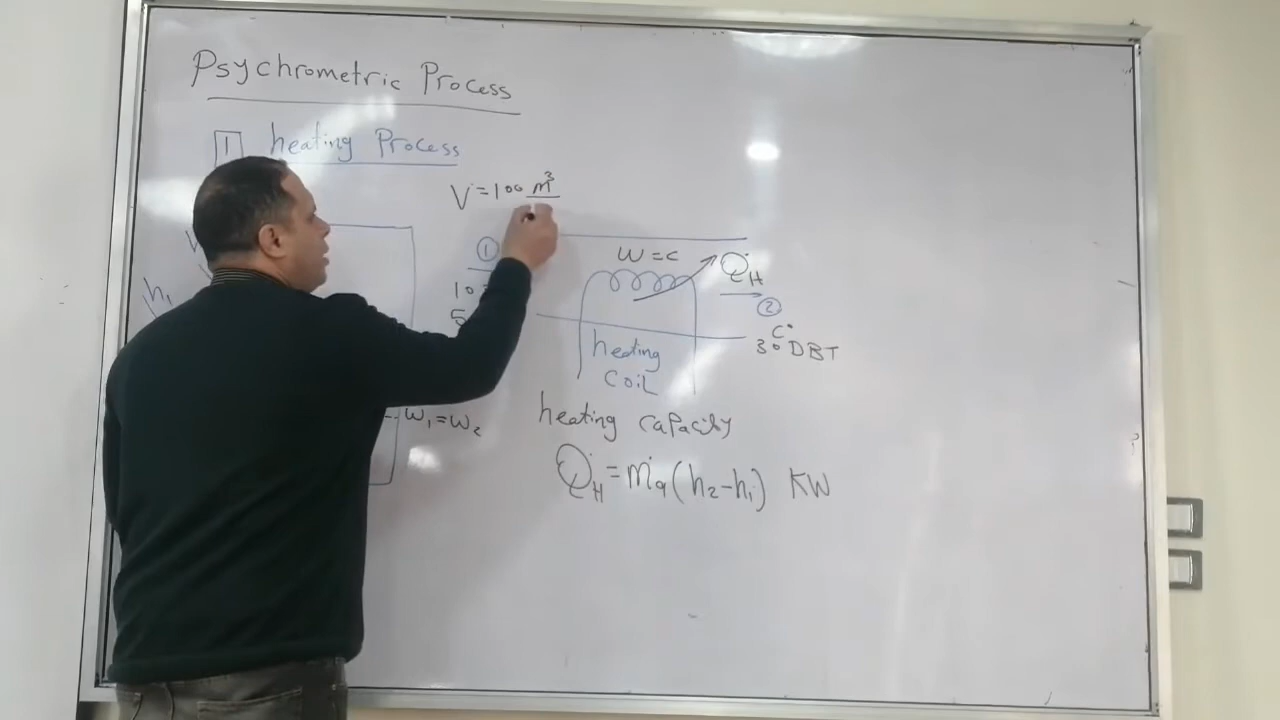 Psychrometric Process
1 heating Process
V = 100 m³
1
W = c
Q̇H
2
30 C° DBT
heating
coil
h₁
W₁ = W₂
heating capacity
Q̇H = ṁa (h₂ - h₁) KW